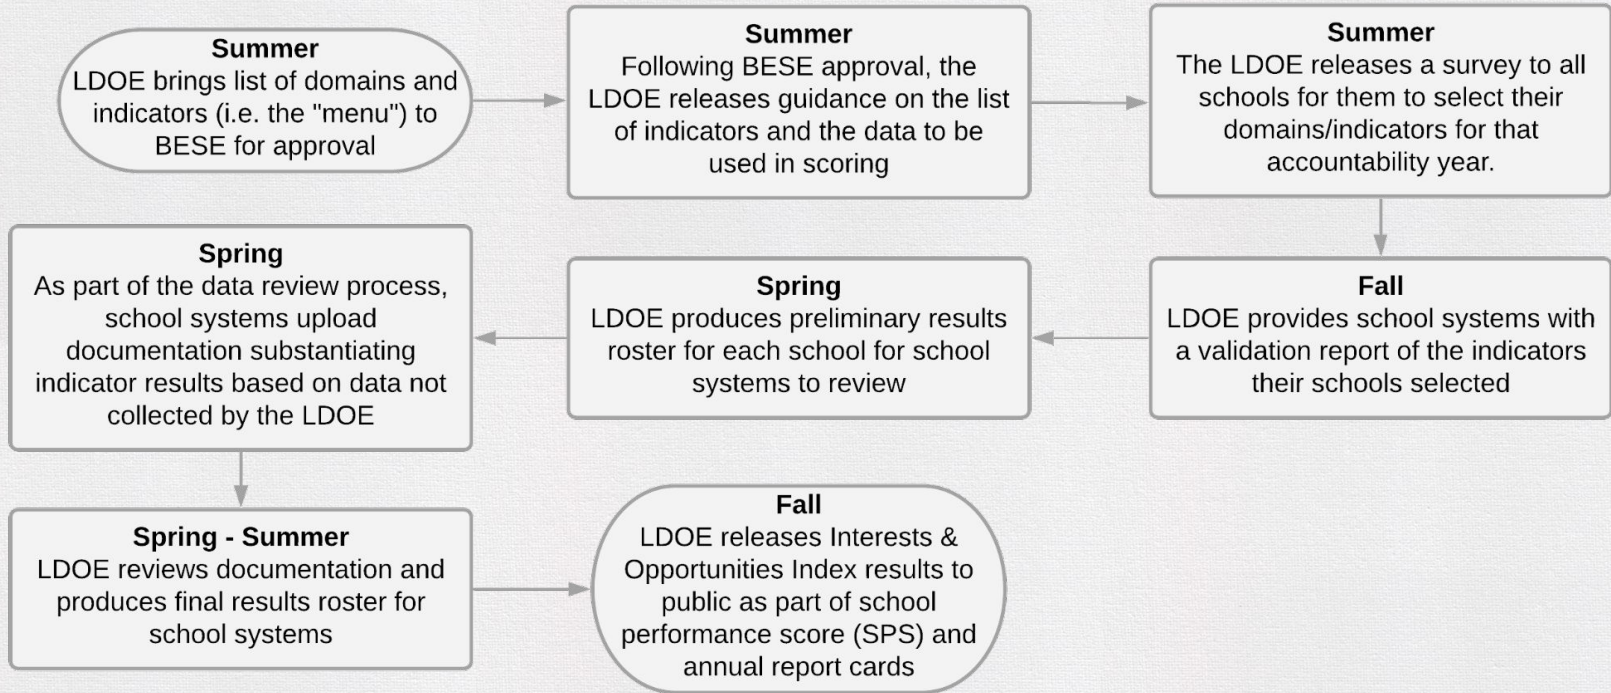 Summer
LDOE brings list of domains and
indicators (i.e. the "menu") to
BESE for approval
Summer
Following BESE approval, the
LDOE releases guidance on the list
of indicators and the data to be
used in scoring
Summer
The LDOE releases a survey to all
schools for them to select their
domains/indicators for that
accountability year.
Fall
LDOE provides school systems with
a validation report of the indicators
their schools selected
Spring
LDOE produces preliminary results
roster for each school for school
systems to review
Spring
As part of the data review process,
school systems upload
documentation substantiating
indicator results based on data not
collected by the LDOE
Spring - Summer
LDOE reviews documentation and
produces final results roster for
school systems
Fall
LDOE releases Interests &
Opportunities Index results to
public as part of school
performance score (SPS) and
annual report cards